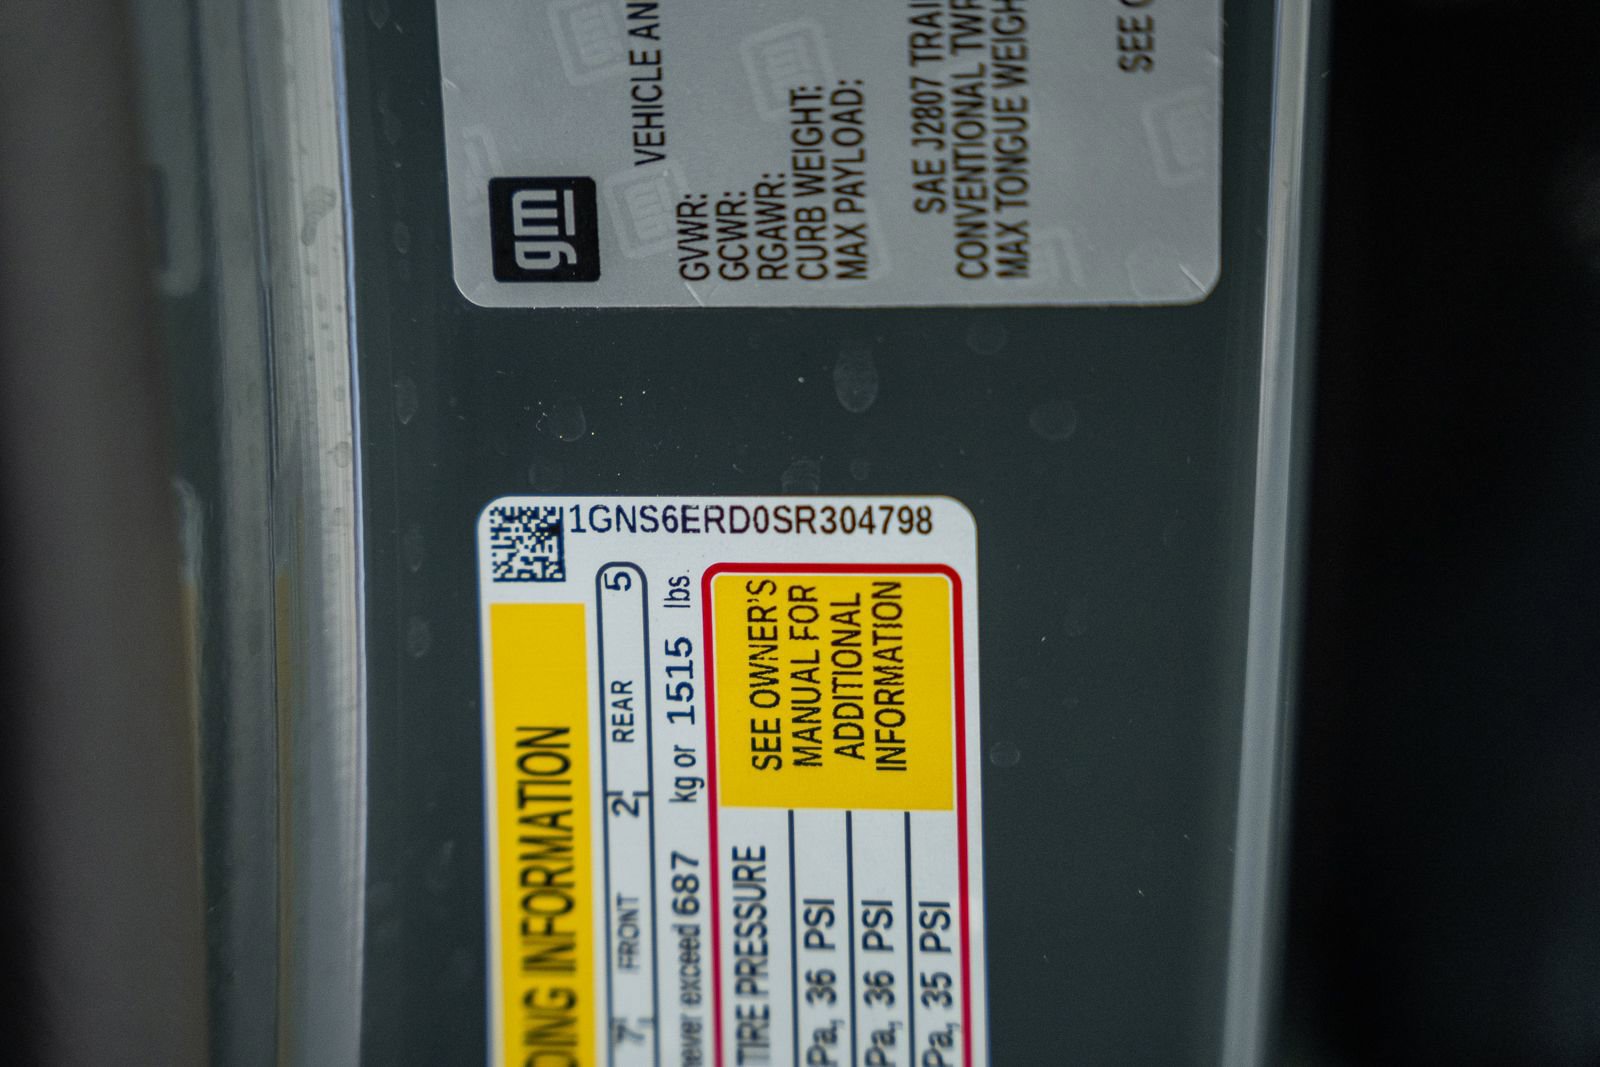 gm
VEHICLE AN
GVWR:
GCWR:
RGAWR:
CURB WEIGHT:
MAX PAYLOAD:
SAE J2807 TRAI
CONVENTIONAL TWR
MAX TONGUE WEIGH
SEE
1GNS6ERD0SR304798
DING INFORMATION
7 FRONT 2 REAR 5
never exceed 687 kg or 1515 lbs.
TIRE PRESSURE
SEE OWNER'S
MANUAL FOR
ADDITIONAL
INFORMATION
Pa, 36 PSI
Pa, 36 PSI
Pa, 35 PSI